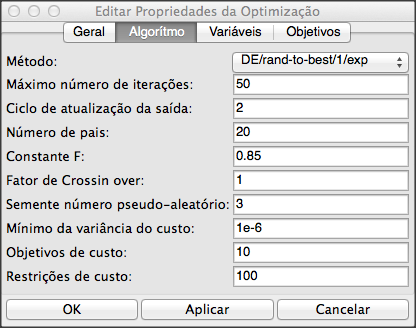 Editar Propriedades da Optimização
Geral Algorítmo Variáveis Objetivos
Método: DE/rand-to-best/1/exp
Máximo número de iterações: 50
Ciclo de atualização da saída: 2
Número de pais: 20
Constante F: 0.85
Fator de Crossin over: 1
Semente número pseudo-aleatório: 3
Mínimo da variância do custo: 1e-6
Objetivos de custo: 10
Restrições de custo: 100
OK Aplicar Cancelar